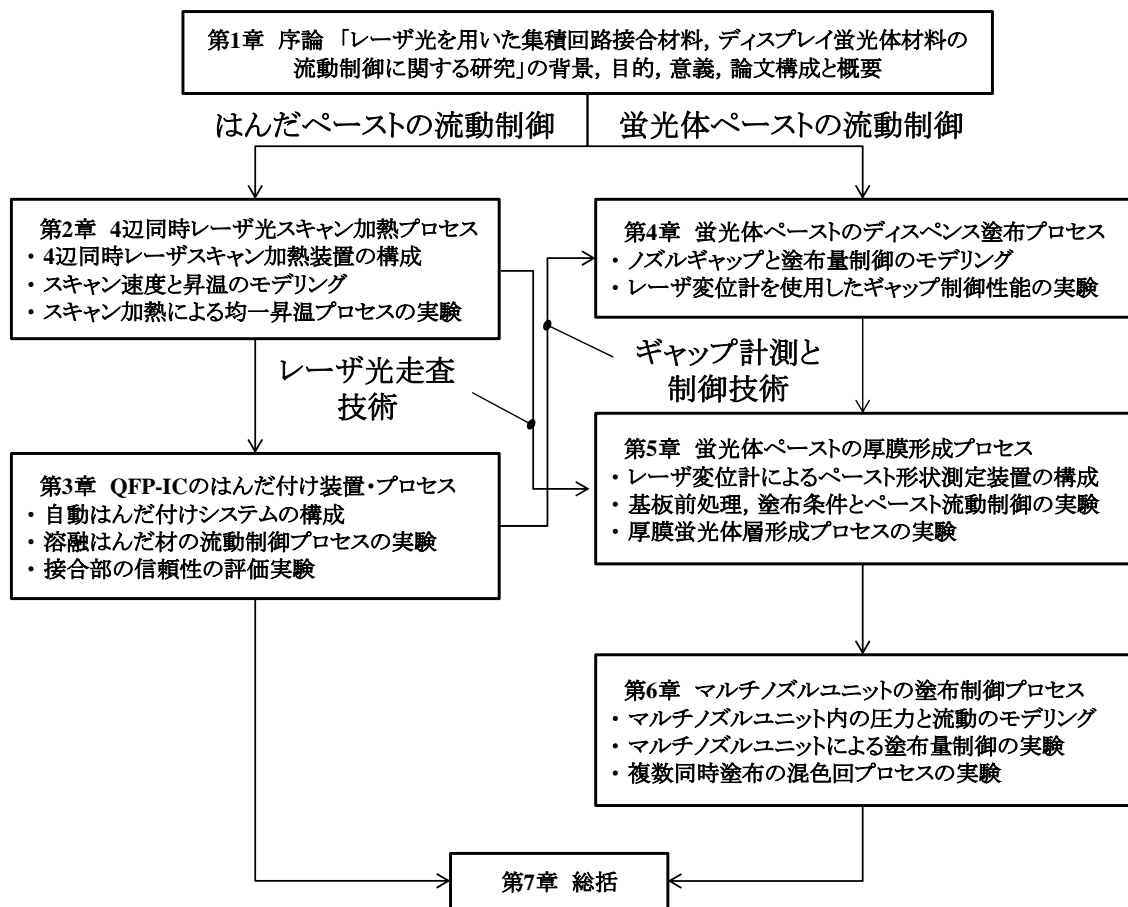 第1章 序論 「レーザ光を用いた集積回路接合材料, ディスプレイ蛍光体材料の
流動制御に関する研究」の背景, 目的, 意義, 論文構成と概要
はんだペーストの流動制御
蛍光体ペーストの流動制御
第2章 4辺同時レーザ光スキャン加熱プロセス
・ 4辺同時レーザスキャン加熱装置の構成
・ スキャン速度と昇温のモデリング
・ スキャン加熱による均一昇温プロセスの実験
第4章 蛍光体ペーストのディスペンス塗布プロセス
・ ノズルギャップと塗布量制御のモデリング
・ レーザ変位計を使用したギャップ制御性能の実験
レーザ光走査
技術
ギャップ計測と
制御技術
第3章 QFP-ICのはんだ付け装置・プロセス
・ 自動はんだ付けシステムの構成
・ 溶融はんだ材の流動制御プロセスの実験
・ 接合部の信頼性の評価実験
第5章 蛍光体ペーストの厚膜形成プロセス
・ レーザ変位計によるペースト形状測定装置の構成
・ 基板前処理, 塗布条件とペースト流動制御の実験
・ 厚膜蛍光体層形成プロセスの実験
第6章 マルチノズルユニットの塗布制御プロセス
・ マルチノズルユニット内の圧力と流動のモデリング
・ マルチノズルユニットによる塗布量制御の実験
・ 複数同時塗布の混色回プロセスの実験
第7章 総括